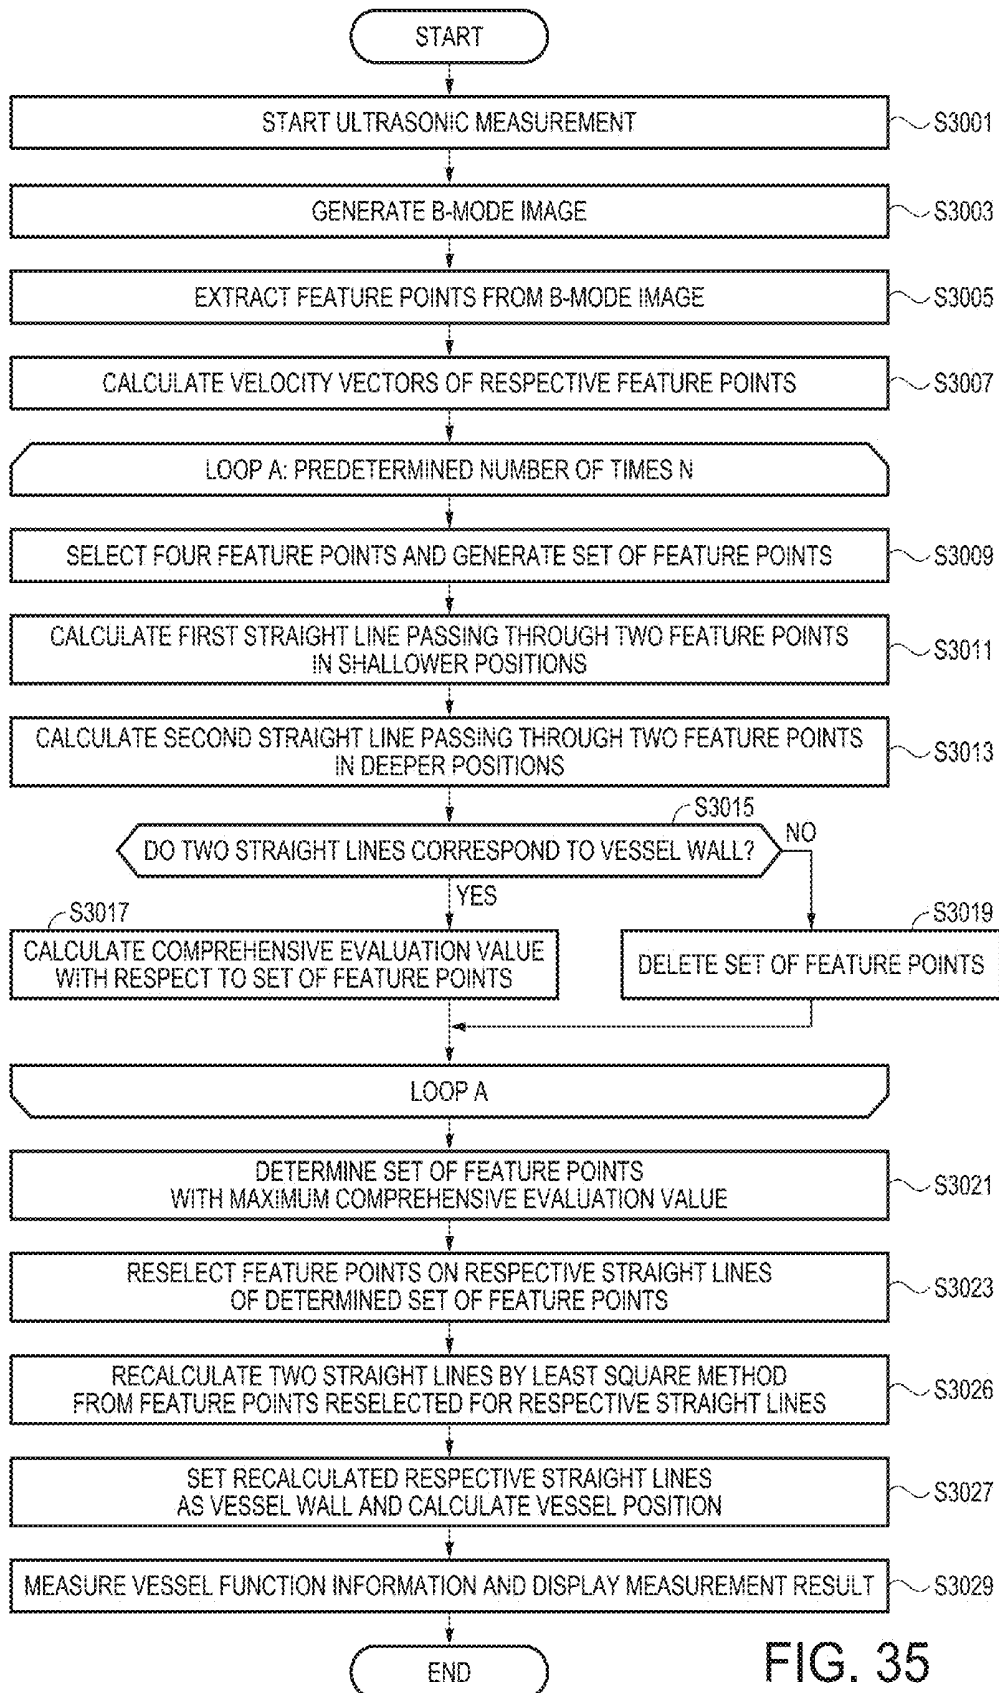 START
START ULTRASONIC MEASUREMENT
S3001
GENERATE B-MODE IMAGE
S3003
EXTRACT FEATURE POINTS FROM B-MODE IMAGE
S3005
CALCULATE VELOCITY VECTORS OF RESPECTIVE FEATURE POINTS
S3007
LOOP A: PREDETERMINED NUMBER OF TIMES N
SELECT FOUR FEATURE POINTS AND GENERATE SET OF FEATURE POINTS
S3009
CALCULATE FIRST STRAIGHT LINE PASSING THROUGH TWO FEATURE POINTS
IN SHALLOWER POSITIONS
S3011
CALCULATE SECOND STRAIGHT LINE PASSING THROUGH TWO FEATURE POINTS
IN DEEPER POSITIONS
S3013
S3015
DO TWO STRAIGHT LINES CORRESPOND TO VESSEL WALL?
NO
YES
S3017
CALCULATE COMPREHENSIVE EVALUATION VALUE
WITH RESPECT TO SET OF FEATURE POINTS
S3019
DELETE SET OF FEATURE POINTS
LOOP A
DETERMINE SET OF FEATURE POINTS
WITH MAXIMUM COMPREHENSIVE EVALUATION VALUE
S3021
RESELECT FEATURE POINTS ON RESPECTIVE STRAIGHT LINES
OF DETERMINED SET OF FEATURE POINTS
S3023
RECALCULATE TWO STRAIGHT LINES BY LEAST SQUARE METHOD
FROM FEATURE POINTS RESELECTED FOR RESPECTIVE STRAIGHT LINES
S3026
SET RECALCULATED RESPECTIVE STRAIGHT LINES
AS VESSEL WALL AND CALCULATE VESSEL POSITION
S3027
MEASURE VESSEL FUNCTION INFORMATION AND DISPLAY MEASUREMENT RESULT
S3029
END
FIG. 35